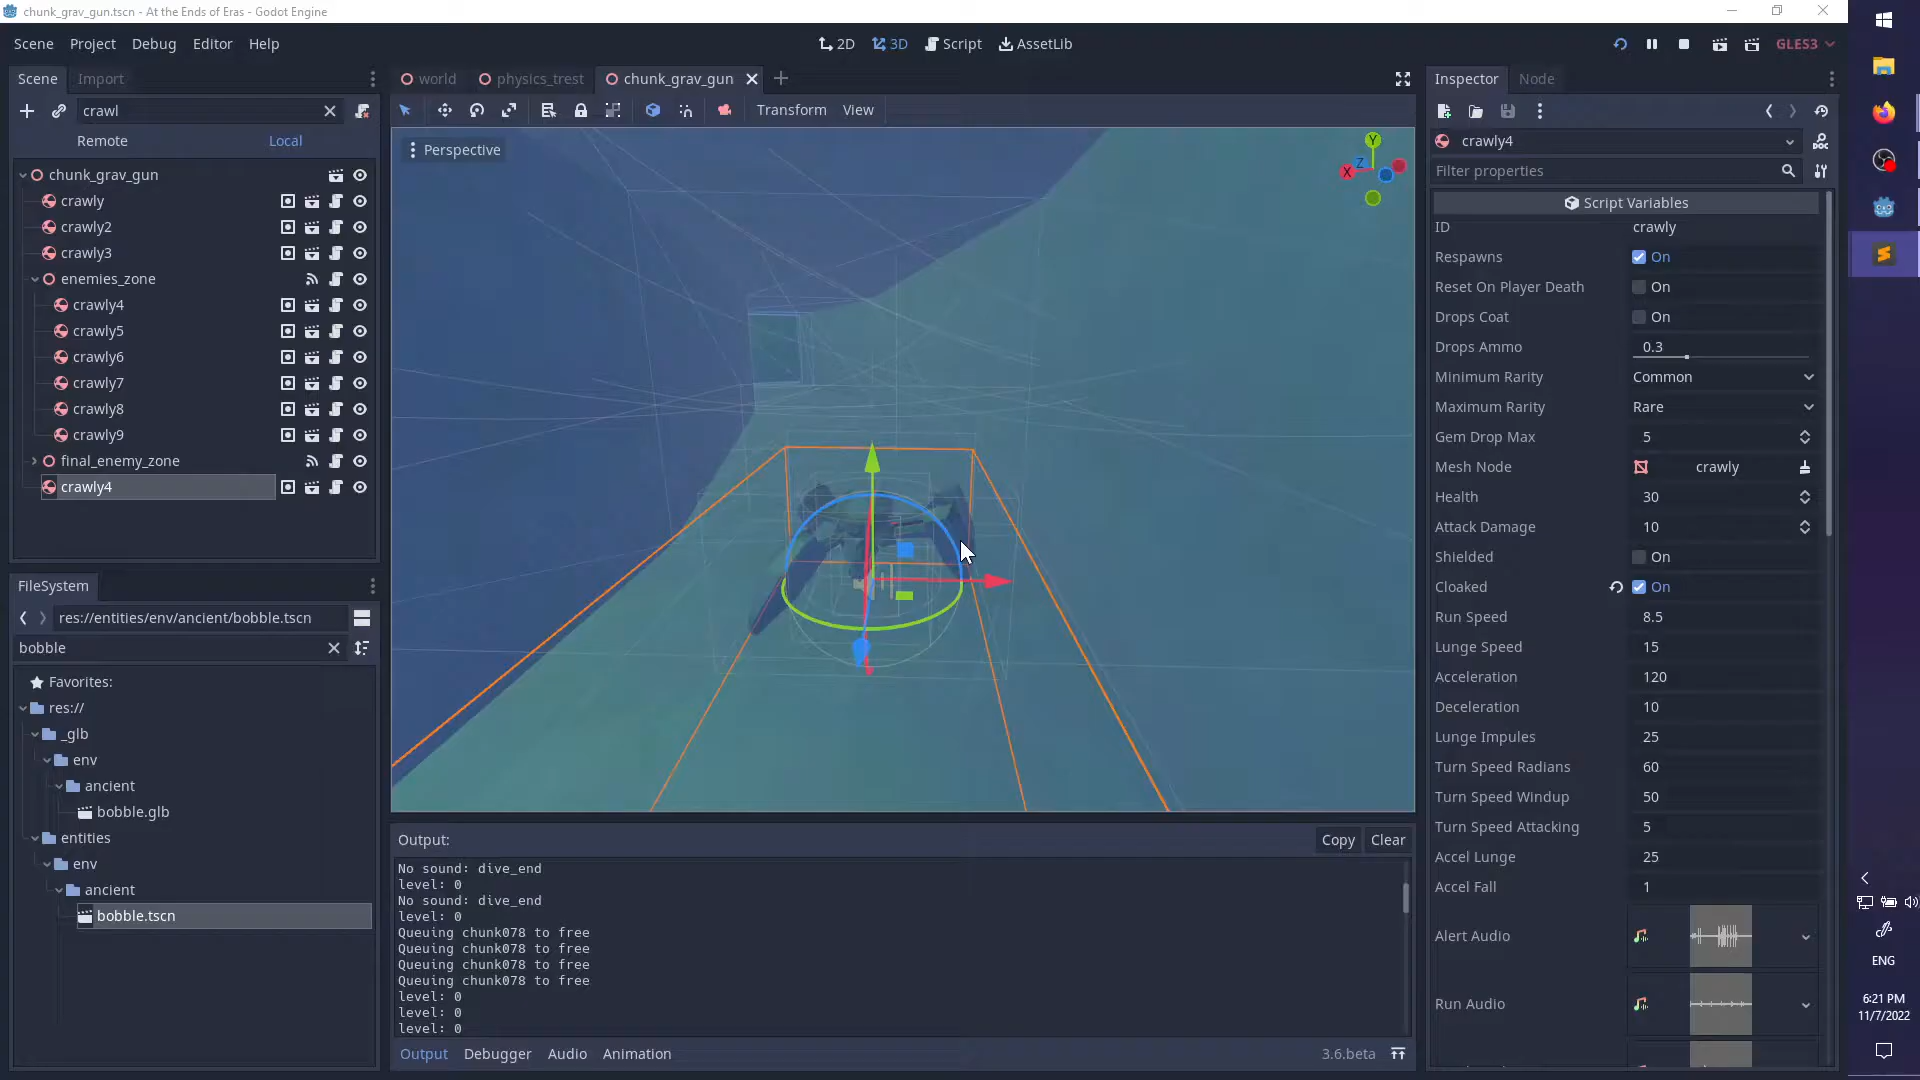 chunk_grav_gun.tscn - At the Ends of Eras - Godot Engine
Scene Project Debug Editor Help
2D 3D Script AssetLib
GLES3
Scene Import
world physics_trest chunk_grav_gun
Inspector Node
crawl
Transform View
Remote Local
Perspective
Y
Z
X
chunk_grav_gun
crawly
crawly2
crawly3
enemies_zone
crawly4
crawly5
crawly6
crawly7
crawly8
crawly9
final_enemy_zone
crawly4
FileSystem
res://entities/env/ancient/bobble.tscn
bobble
Favorites:
res://
_glb
env
ancient
bobble.glb
entities
env
ancient
bobble.tscn
Output:
Copy Clear
No sound: dive_end
level: 0
No sound: dive_end
level: 0
Queuing chunk078 to free
Queuing chunk078 to free
Queuing chunk078 to free
Queuing chunk078 to free
level: 0
level: 0
level: 0
Output Debugger Audio Animation
3.6.beta
crawly4
DOC
Filter properties
Script Variables
ID crawly
Respawns On
Reset On Player Death On
Drops Coat On
Drops Ammo 0.3
Minimum Rarity Common
Maximum Rarity Rare
Gem Drop Max 5
Mesh Node crawly
Health 30
Attack Damage 10
Shielded On
Cloaked On
Run Speed 8.5
Lunge Speed 15
Acceleration 120
Deceleration 10
Lunge Impules 25
Turn Speed Radians 60
Turn Speed Windup 50
Turn Speed Attacking 5
Accel Lunge 25
Accel Fall 1
Alert Audio
Run Audio
ENG
6:21 PM
11/7/2022